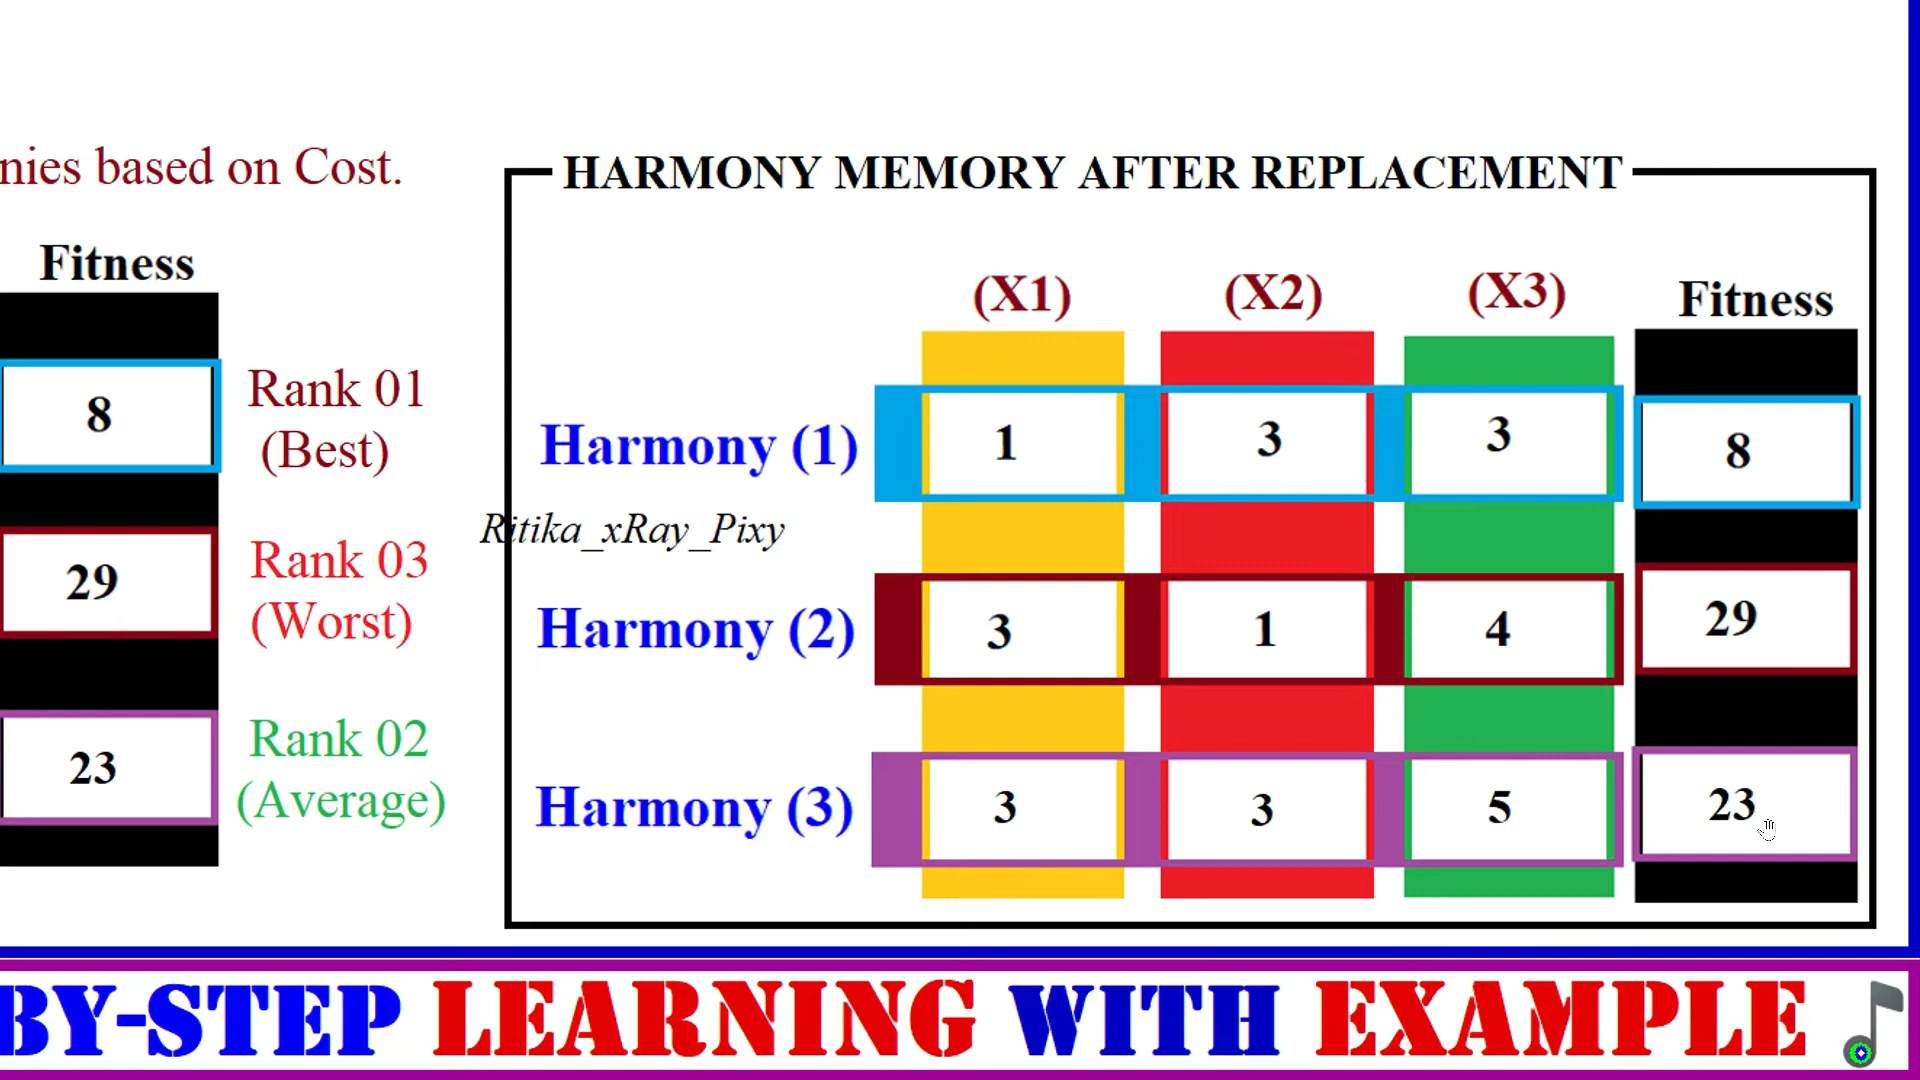 nies based on Cost.
Fitness
8
Rank 01
(Best)
29
Rank 03
(Worst)
23
Rank 02
(Average)
HARMONY MEMORY AFTER REPLACEMENT
(X1) (X2) (X3) Fitness
Harmony (1) 1 3 3 8
Ritika_xRay_Pixy
Harmony (2) 3 1 4 29
Harmony (3) 3 3 5 23
BY-STEP LEARNING WITH EXAMPLE